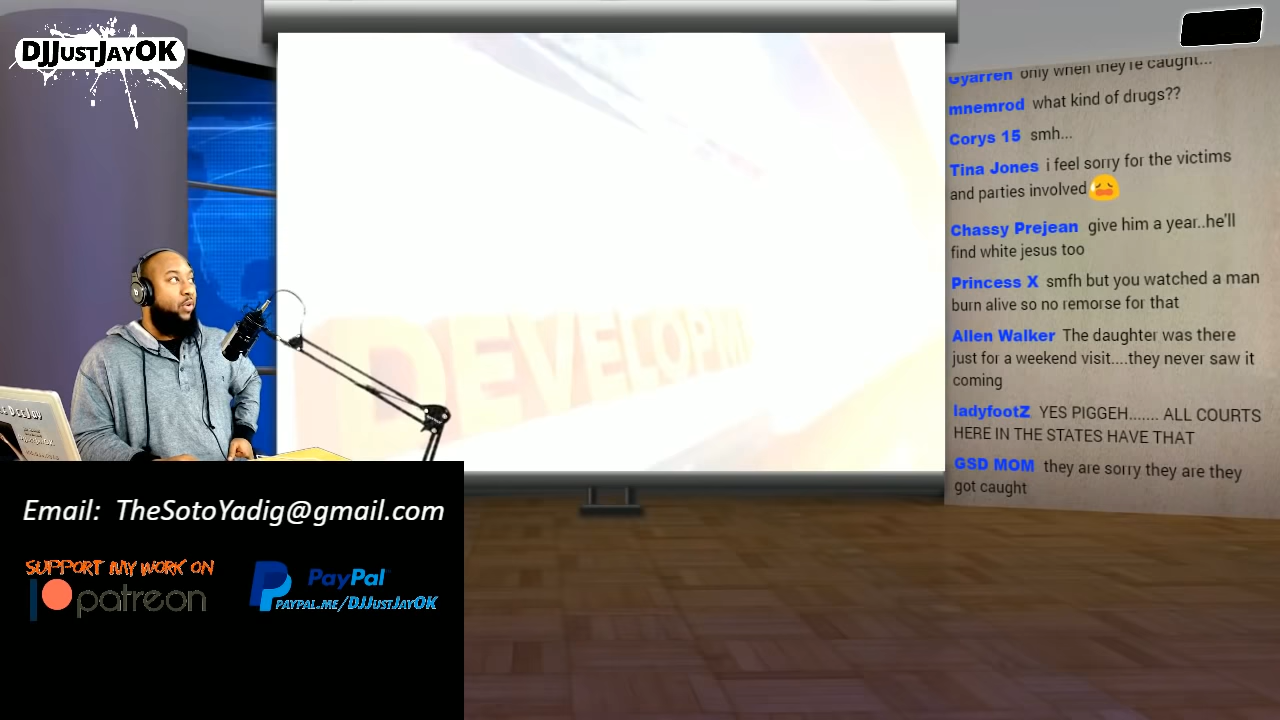 DJJustJayOK
Gyarren only when they're caught...
mnemrod what kind of drugs??
Corys 15 smh...
Tina Jones i feel sorry for the victims
and parties involved
Chassy Prejean give him a year..he'll
find white jesus too
Princess X smfh but you watched a man
burn alive so no remorse for that
Allen Walker The daughter was there
just for a weekend visit....they never saw it
coming
ladyfootZ YES PIGGEH....... ALL COURTS
HERE IN THE STATES HAVE THAT
GSD MOM they are sorry they are they
got caught
Email: TheSotoYadig@gmail.com
SUPPORT MY WORK ON
patreon
PayPal
PAYPAL.ME/DJJUSTJAYOK